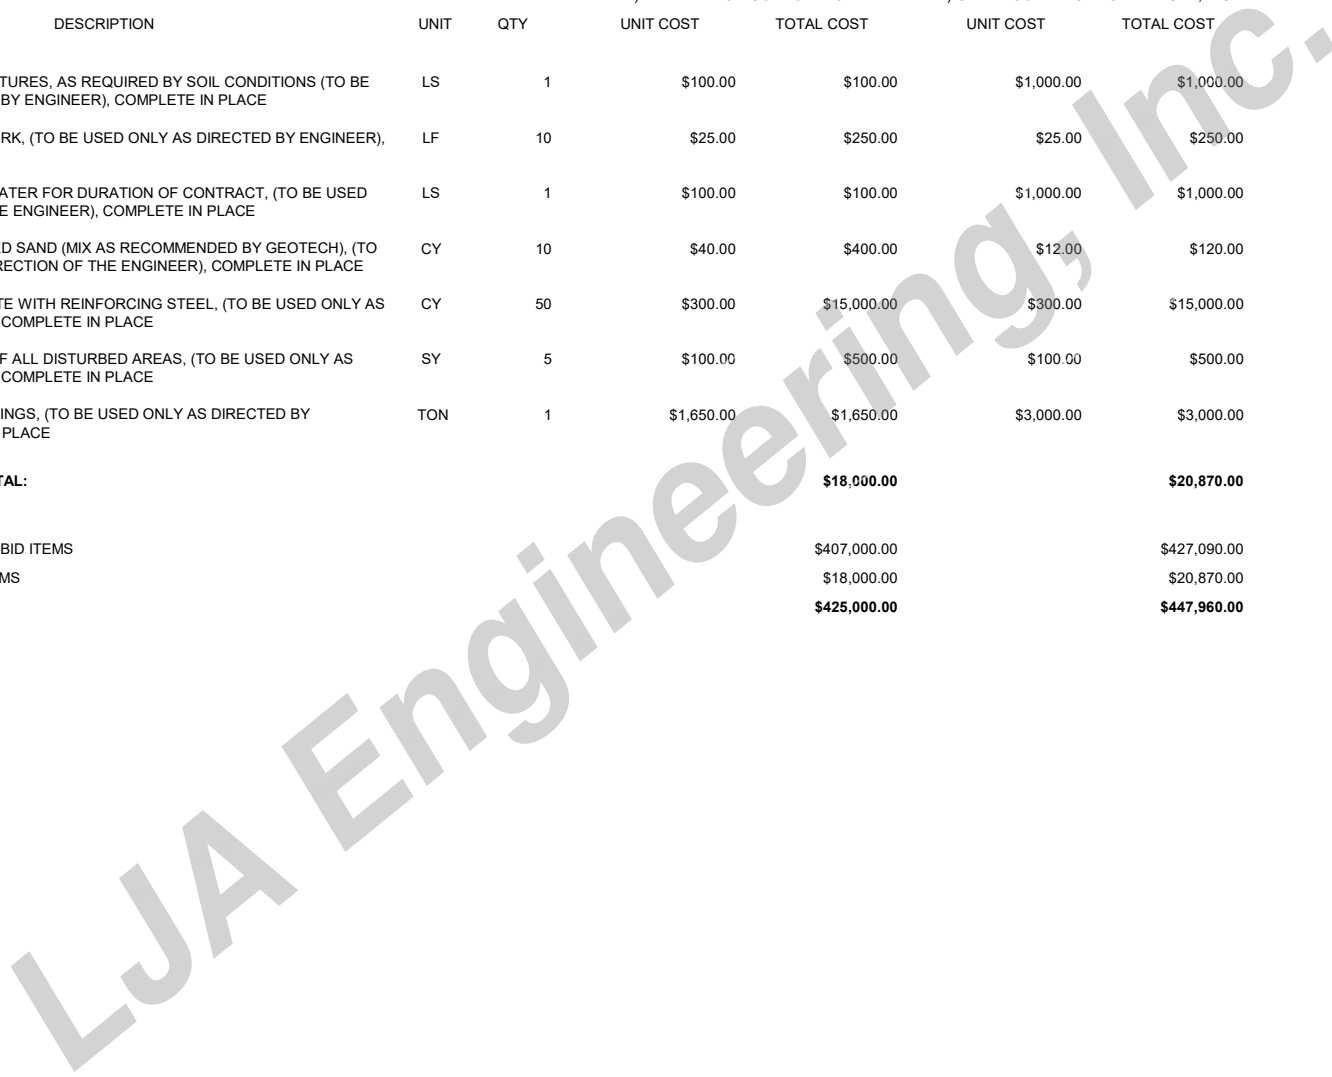 DESCRIPTION UNIT QTY UNIT COST TOTAL COST UNIT COST TOTAL COST
TURES, AS REQUIRED BY SOIL CONDITIONS (TO BE LS 1 $100.00 $100.00 $1,000.00 $1,000.00
BY ENGINEER), COMPLETE IN PLACE
RK, (TO BE USED ONLY AS DIRECTED BY ENGINEER), LF 10 $25.00 $250.00 $25.00 $250.00
ATER FOR DURATION OF CONTRACT, (TO BE USED LS 1 $100.00 $100.00 $1,000.00 $1,000.00
E ENGINEER), COMPLETE IN PLACE
ED SAND (MIX AS RECOMMENDED BY GEOTECH), (TO CY 10 $40.00 $400.00 $12.00 $120.00
RECTION OF THE ENGINEER), COMPLETE IN PLACE
TE WITH REINFORCING STEEL, (TO BE USED ONLY AS CY 50 $300.00 $15,000.00 $300.00 $15,000.00
COMPLETE IN PLACE
F ALL DISTURBED AREAS, (TO BE USED ONLY AS SY 5 $100.00 $500.00 $100.00 $500.00
COMPLETE IN PLACE
INGS, (TO BE USED ONLY AS DIRECTED BY TON 1 $1,650.00 $1,650.00 $3,000.00 $3,000.00
PLACE
TAL: $18,000.00 $20,870.00
BID ITEMS $407,000.00 $427,090.00
MS $18,000.00 $20,870.00
$425,000.00 $447,960.00
LJA Engineering, Inc.